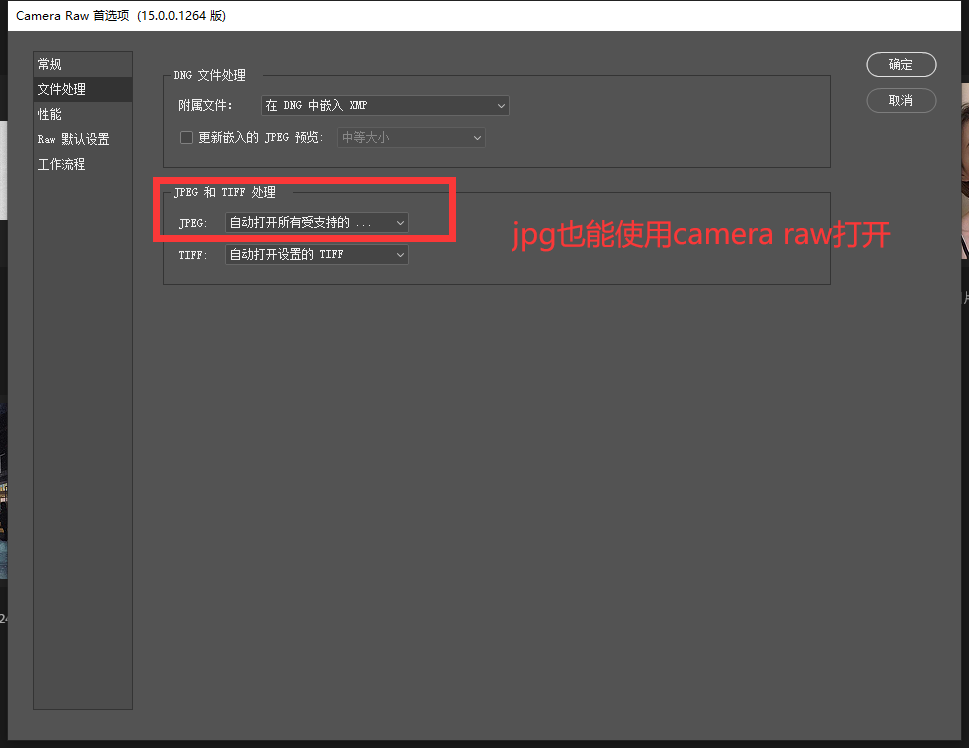 Camera Raw 首选项 (15.0.0.1264 版)
常规
文件处理
性能
Raw 默认设置
工作流程
DNG 文件处理
附属文件: 在 DNG 中嵌入 XMP
更新嵌入的 JPEG 预览: 中等大小
JPEG 和 TIFF 处理
JPEG: 自动打开所有受支持的 ...
TIFF: 自动打开设置的 TIFF
jpg也能使用camera raw打开
确定
取消